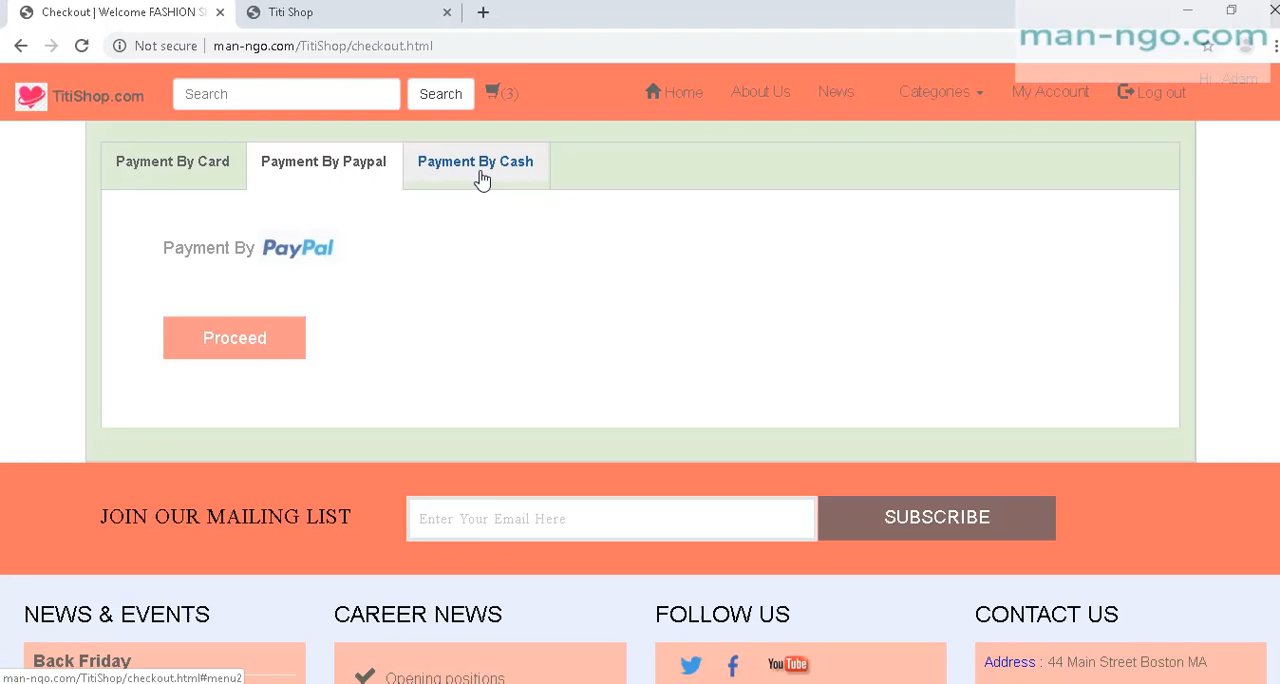 Checkout | Welcome FASHION S
Titi Shop
Not secure | man-ngo.com/TitiShop/checkout.html
man-ngo.com
Hi, Adam
TitiShop.com
Search
Search
(3)
Home
About Us
News
Categories
My Account
Log out
Payment By Card
Payment By Paypal
Payment By Cash
Payment By PayPal
Proceed
JOIN OUR MAILING LIST
Enter Your Email Here
SUBSCRIBE
NEWS & EVENTS
CAREER NEWS
FOLLOW US
CONTACT US
Back Friday
Opening positions
YouTube
Address : 44 Main Street Boston MA
man-ngo.com/TitiShop/checkout.html#menu2